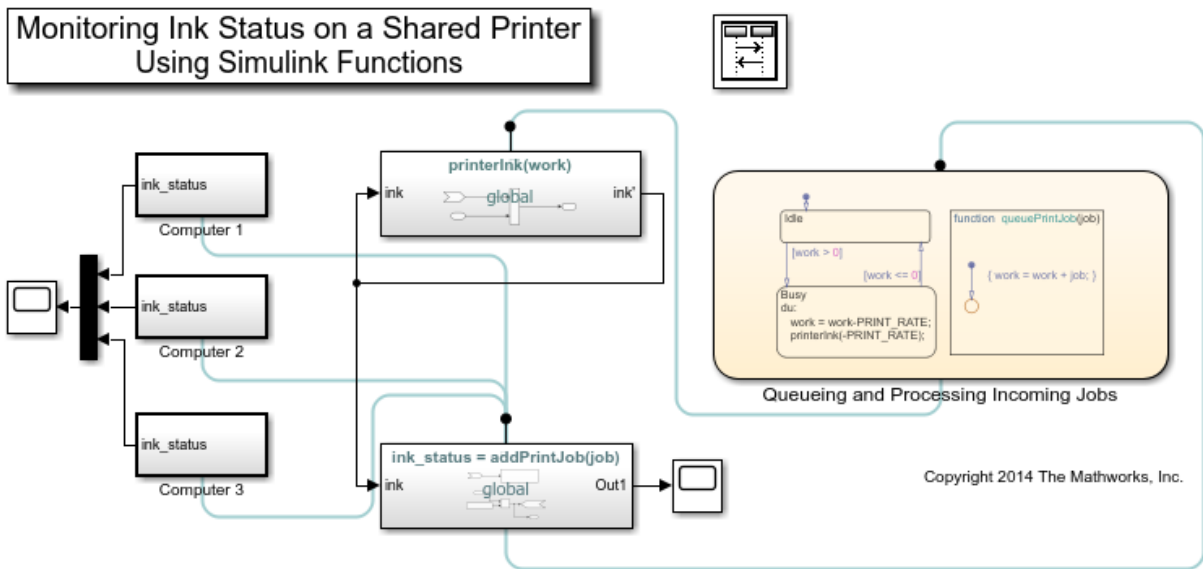 Monitoring Ink Status on a Shared Printer
Using Simulink Functions
ink_status
Computer 1
ink_status
Computer 2
ink_status
Computer 3
printerInk(work)
ink
global
ink'
ink_status = addPrintJob(job)
ink
global
Out1
Idle
[work > 0]
[work <= 0]
Busy
du:
work = work-PRINT_RATE;
printerInk(-PRINT_RATE);
function queuePrintJob(job)
{ work = work + job; }
Queueing and Processing Incoming Jobs
Copyright 2014 The Mathworks, Inc.